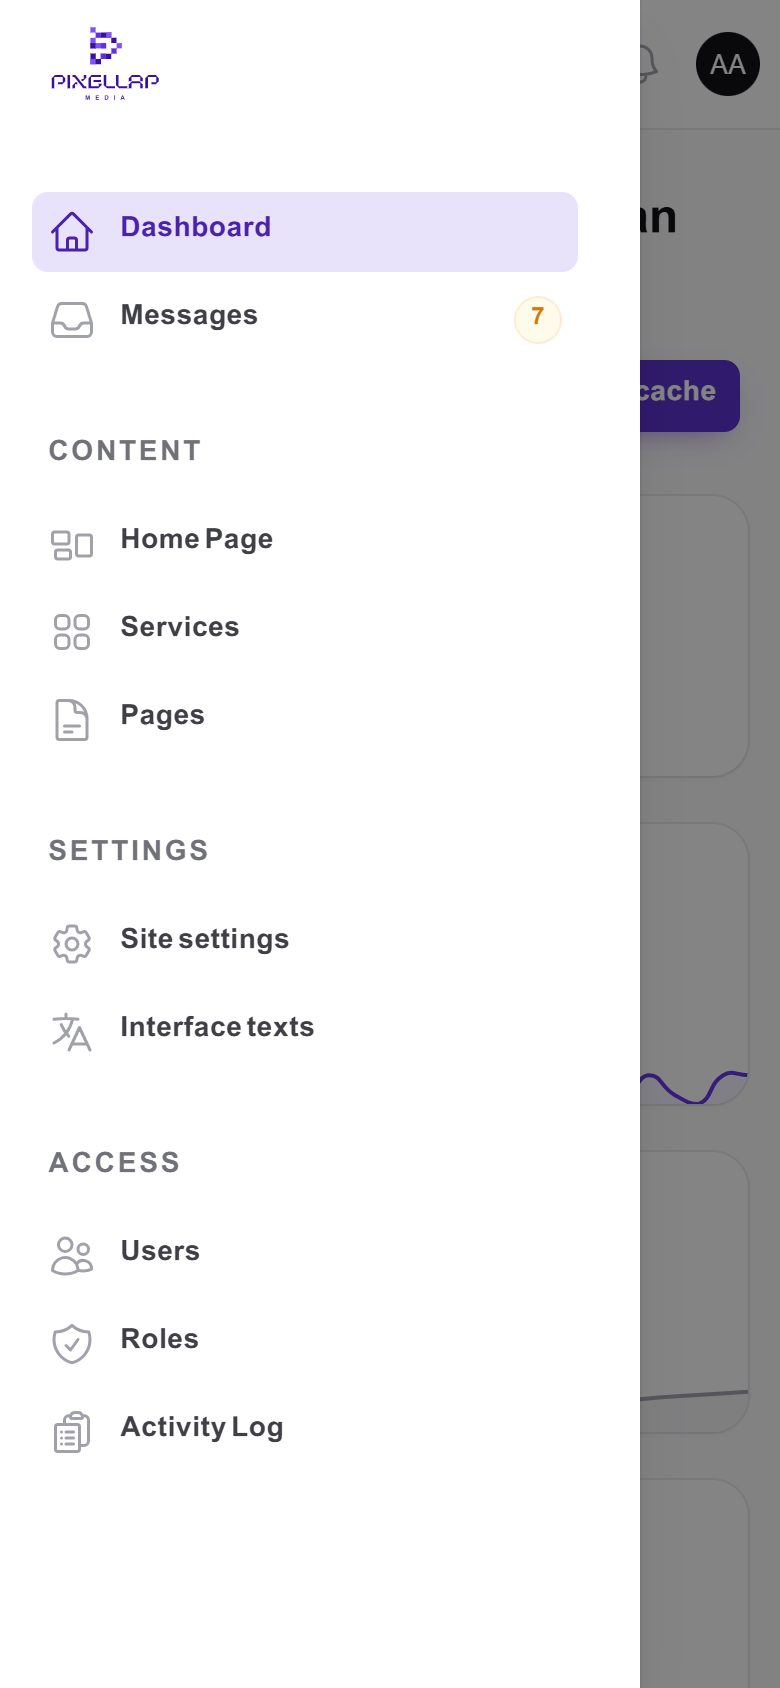 PIXELLAP
MEDIA
AA
Dashboard
Messages
7
cache
CONTENT
Home Page
Services
Pages
SETTINGS
Site settings
Interface texts
ACCESS
Users
Roles
Activity Log